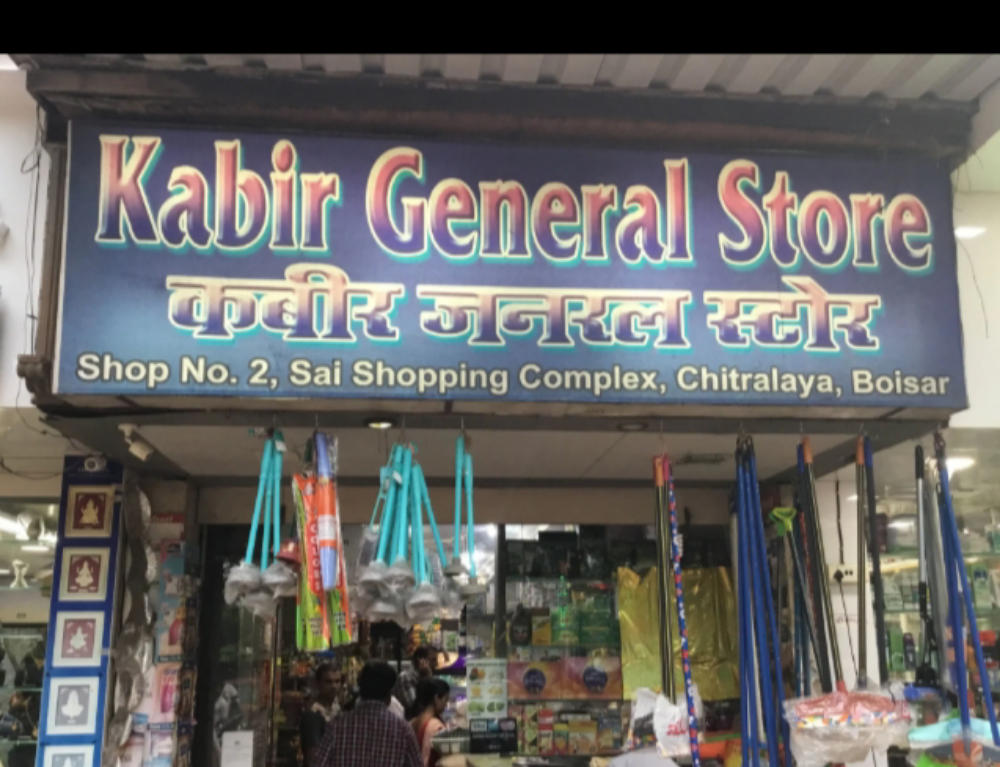 Kabir General Store
कबीर जनरल स्टोर
Shop No. 2, Sai Shopping Complex, Chitralaya, Boisar